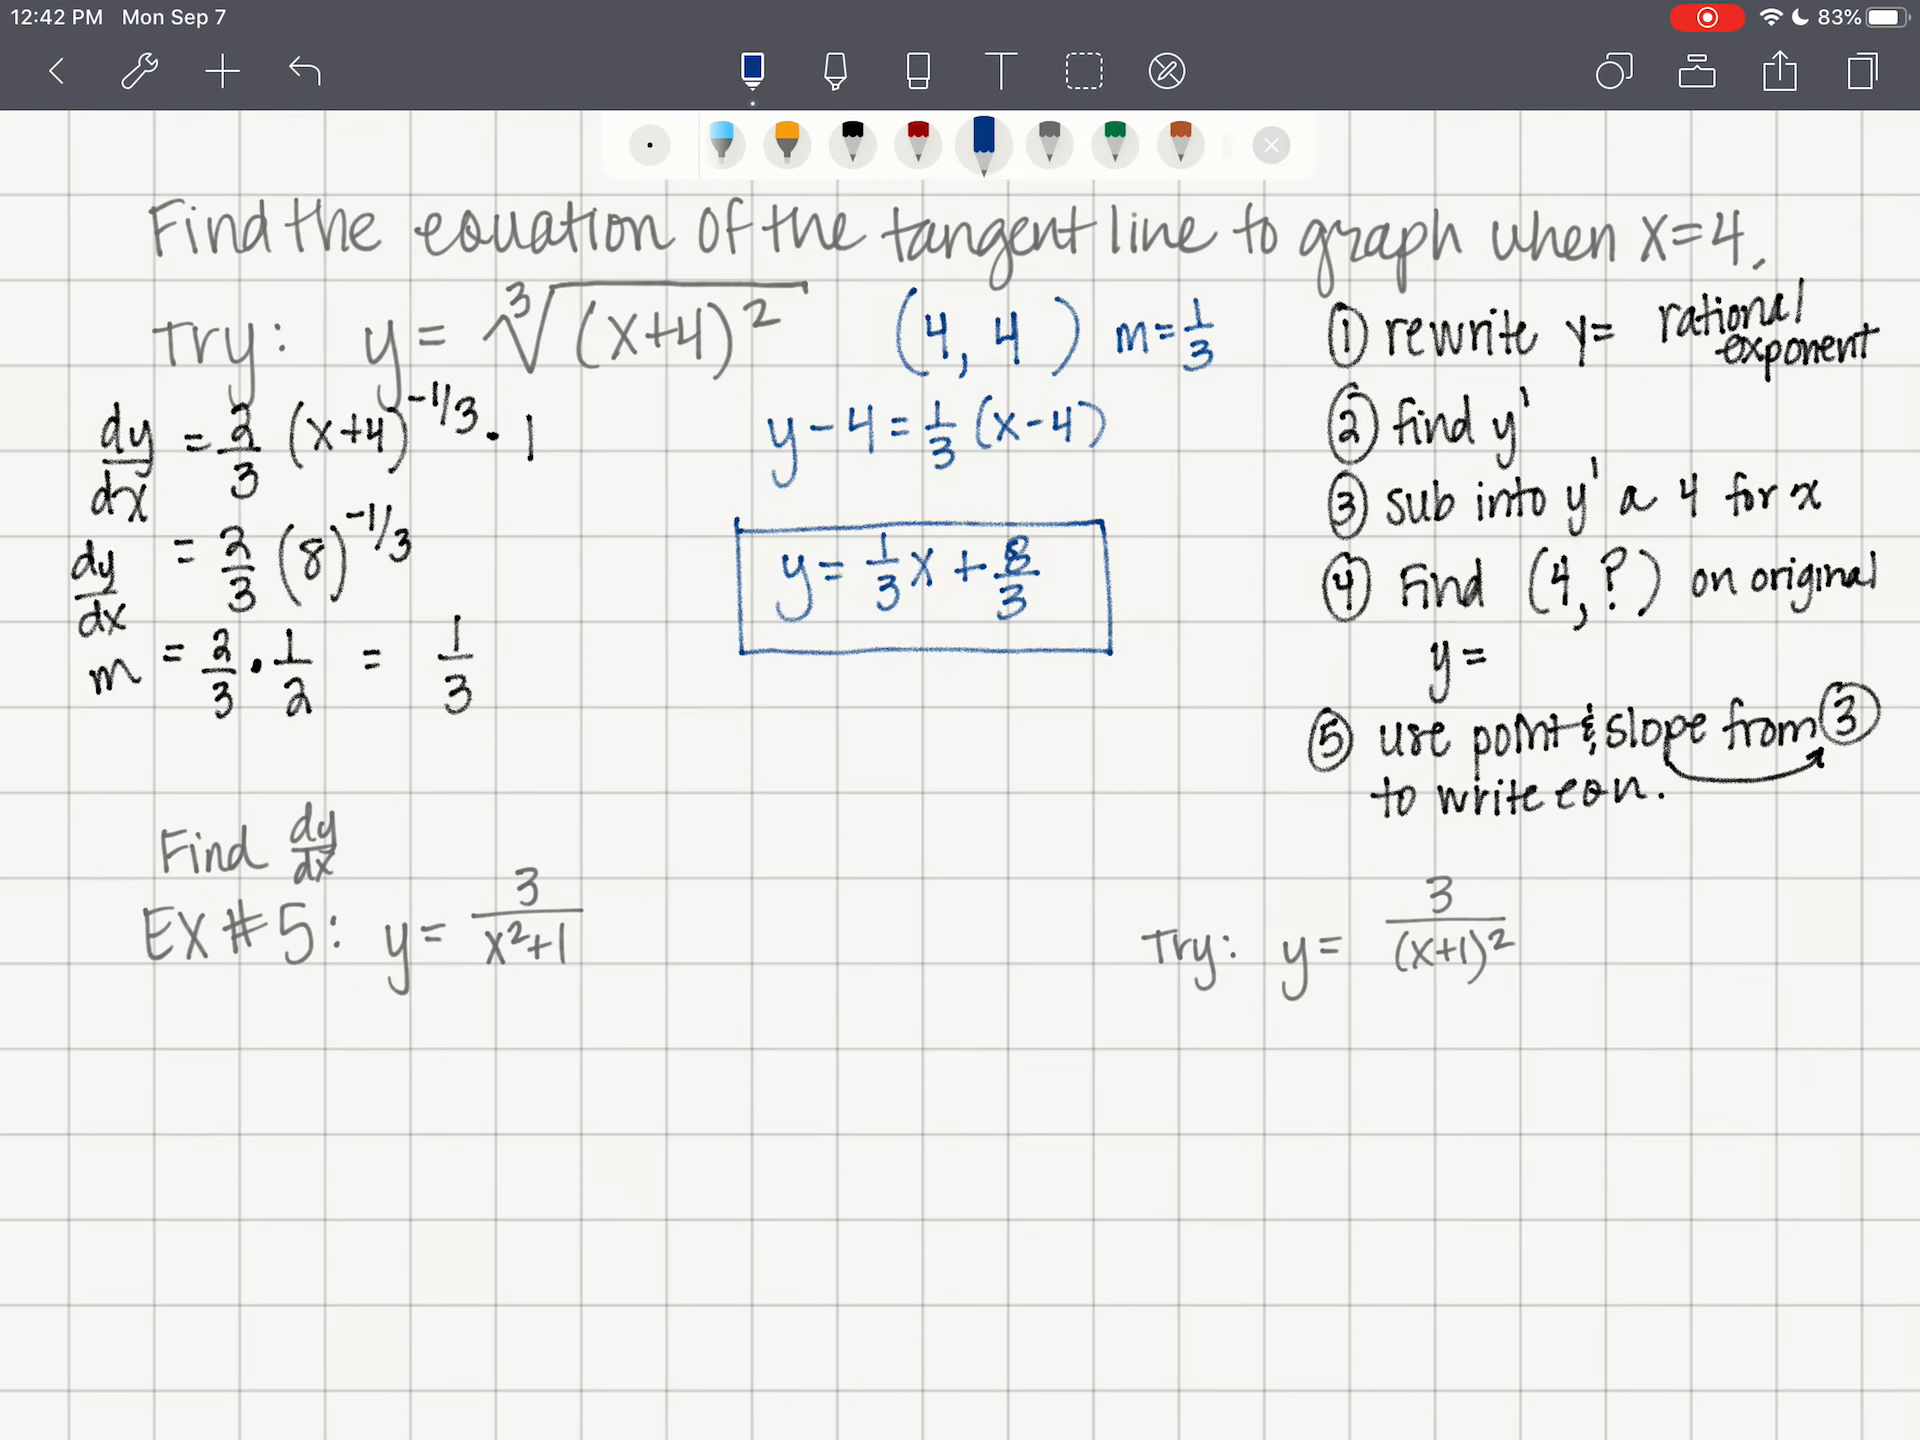 12:42 PM Mon Sep 7
83%
Find the equation of the tangent line to graph when x=4.
Try: y = ∛(x+4)²
(4, 4) m = 1/3
dy/dx = 2/3 (x+4)^-1/3 · 1
y - 4 = 1/3 (x - 4)
dy/dx = 2/3 (8)^-1/3
y = 1/3 x + 8/3
m = 2/3 · 1/2 = 1/3
① rewrite y= rational exponent
② find y'
③ sub into y' a 4 for x
④ Find (4, ?) on original
y =
⑤ use point & slope from ③
to write eqn.
Find dy/dx
EX #5: y = 3/(x²+1)
Try: y = 3/(x+1)²